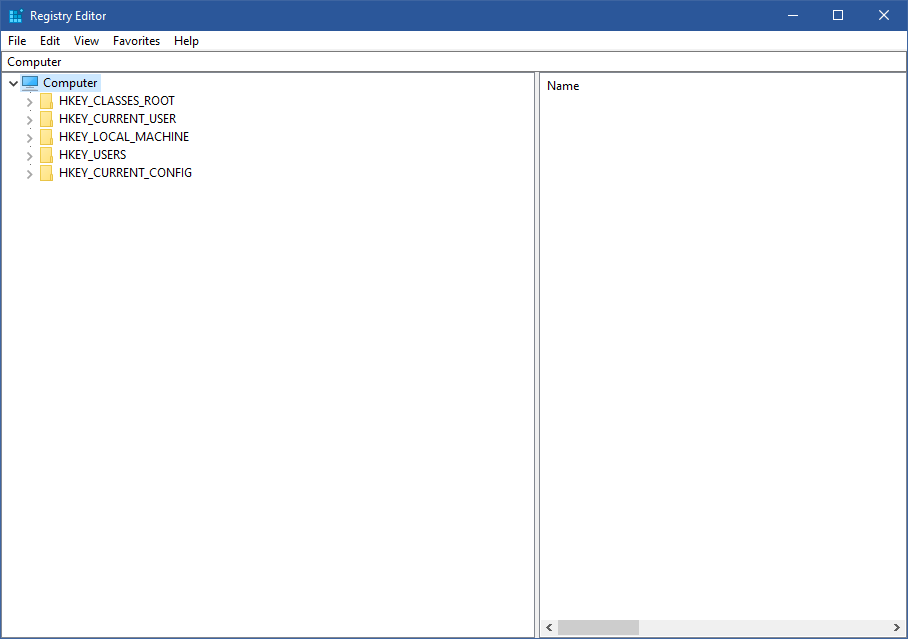 Registry Editor
File Edit View Favorites Help
Computer
Computer
HKEY_CLASSES_ROOT
HKEY_CURRENT_USER
HKEY_LOCAL_MACHINE
HKEY_USERS
HKEY_CURRENT_CONFIG
Name